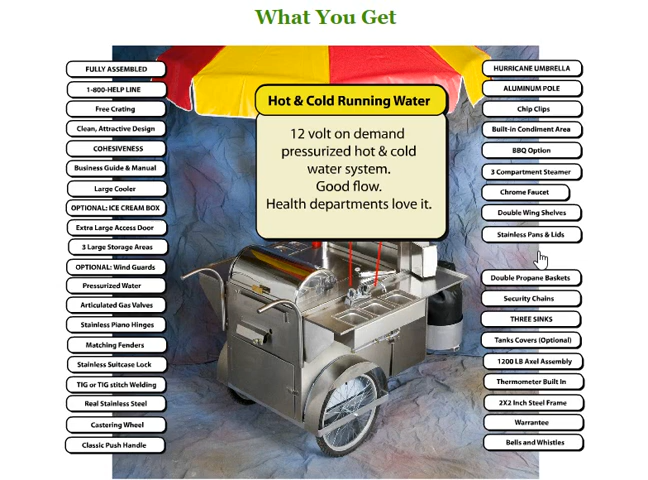 What You Get
FULLY ASSEMBLED
1-800-HELP LINE
Free Crating
Clean, Attractive Design
COHESIVENESS
Business Guide & Manual
Large Cooler
OPTIONAL: ICE CREAM BOX
Extra Large Access Door
3 Large Storage Areas
OPTIONAL: Wind Guards
Pressurized Water
Articulated Gas Valves
Stainless Piano Hinges
Matching Fenders
Stainless Suitcase Lock
TIG or TIG stitch Welding
Real Stainless Steel
Castering Wheel
Classic Push Handle
Hot & Cold Running Water
12 volt on demand
pressurized hot & cold
water system.
Good flow.
Health departments love it.
HURRICANE UMBRELLA
ALUMINUM POLE
Chip Clips
Built-in Condiment Area
BBQ Option
3 Compartment Steamer
Chrome Faucet
Double Wing Shelves
Stainless Pans & Lids
Double Propane Baskets
Security Chains
THREE SINKS
Tanks Covers (Optional)
1200 LB Axel Assembly
Thermometer Built In
2X2 Inch Steel Frame
Warrantee
Bells and Whistles